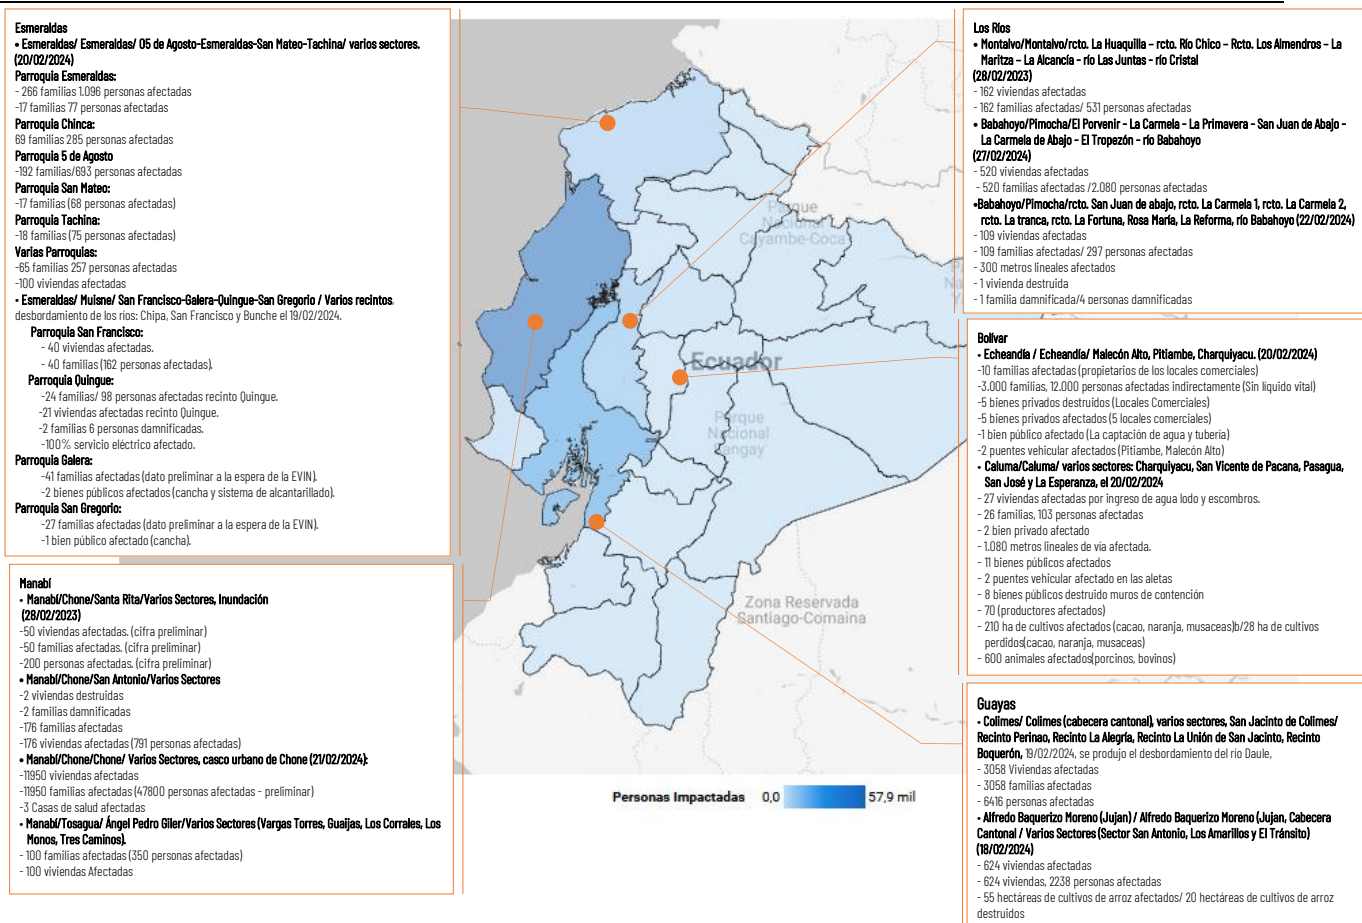 Esmeraldas
• Esmeraldas/ Esmeraldas/ 05 de Agosto-Esmeraldas-San Mateo-Tachina/ varios sectores.
(20/02/2024)
Parroquia Esmeraldas:
- 266 familias 1.096 personas afectadas
-17 familias 77 personas afectadas
Parroquia Chinca:
69 familias 285 personas afectadas
Parroquia 5 de Agosto
-192 familias/693 personas afectadas
Parroquia San Mateo:
-17 familias (68 personas afectadas)
Parroquia Tachina:
-18 familias (75 personas afectadas)
Varias Parroquias:
-65 familias 257 personas afectadas
-100 viviendas afectadas
• Esmeraldas/ Muisne/ San Francisco-Galera-Quingue-San Gregorio / Varios recintos,
desbordamiento de los ríos: Chipa, San Francisco y Bunche el 19/02/2024.
Parroquia San Francisco:
- 40 viviendas afectadas.
- 40 familias (162 personas afectadas).
Parroquia Quingue:
-24 familias/ 98 personas afectadas recinto Quingue.
-21 viviendas afectadas recinto Quingue.
-2 familias 6 personas damnificadas.
-100% servicio eléctrico afectado.
Parroquia Galera:
-41 familias afectadas (dato preliminar a la espera de la EVIN).
-2 bienes públicos afectados (cancha y sistema de alcantarillado).
Parroquia San Gregorio:
-27 familias afectadas (dato preliminar a la espera de la EVIN).
-1 bien público afectado (cancha).
Manabí
• Manabí/Chone/Santa Rita/Varios Sectores, Inundación
(28/02/2023)
-50 viviendas afectadas. (cifra preliminar)
-50 familias afectadas. (cifra preliminar)
-200 personas afectadas. (cifra preliminar)
• Manabí/Chone/San Antonio/Varios Sectores
-2 viviendas destruidas
-2 familias damnificadas
-176 familias afectadas
-176 viviendas afectadas (791 personas afectadas)
• Manabí/Chone/Chone/ Varios Sectores, casco urbano de Chone (21/02/2024):
-11950 viviendas afectadas
-11950 familias afectadas (47800 personas afectadas - preliminar)
-3 Casas de salud afectadas
• Manabí/Tosagua/ Ángel Pedro Giler/Varios Sectores (Vargas Torres, Guaijas, Los Corrales, Los
Monos, Tres Caminos).
- 100 familias afectadas (350 personas afectadas)
- 100 viviendas Afectadas
Parque
Nacional
Cayambe-Coca
Ecuador
Parque
Nacional
Sangay
Zona Reservada
Santiago-Comaina
Personas Impactadas 0,0 57,9 mil
Los Ríos
• Montalvo/Montalvo/rcto. La Huaquilla – rcto. Río Chico – Rcto. Los Almendros – La
Maritza – La Alcancía - río Las Juntas - río Cristal
(28/02/2023)
- 162 viviendas afectadas
- 162 familias afectadas/ 531 personas afectadas
• Babahoyo/Pimocha/El Porvenir - La Carmela - La Primavera - San Juan de Abajo -
La Carmela de Abajo - El Tropezón - río Babahoyo
(27/02/2024)
- 520 viviendas afectadas
- 520 familias afectadas /2.080 personas afectadas
•Babahoyo/Pimocha/rcto. San Juan de abajo, rcto. La Carmela 1, rcto. La Carmela 2,
rcto. La tranca, rcto. La Fortuna, Rosa María, La Reforma, río Babahoyo (22/02/2024)
- 109 viviendas afectadas
- 109 familias afectadas/ 297 personas afectadas
- 300 metros lineales afectados
- 1 vivienda destruida
- 1 familia damnificada/4 personas damnificadas
Bolívar
• Echeandía / Echeandía/ Malecón Alto, Pitiambe, Charquiyacu. (20/02/2024)
-10 familias afectadas (propietarios de los locales comerciales)
-3.000 familias, 12.000 personas afectadas indirectamente (Sin líquido vital)
-5 bienes privados destruidos (Locales Comerciales)
-5 bienes privados afectados (5 locales comerciales)
-1 bien público afectado (La captación de agua y tubería)
-2 puentes vehicular afectados (Pitiambe, Malecón Alto)
• Caluma/Caluma/ varios sectores: Charquiyacu, San Vicente de Pacana, Pasagua,
San José y La Esperanza, el 20/02/2024
- 27 viviendas afectadas por ingreso de agua lodo y escombros.
- 26 familias, 103 personas afectadas
- 2 bien privado afectado
- 1.080 metros lineales de vía afectada.
- 11 bienes públicos afectados
- 2 puentes vehicular afectado en las aletas
- 8 bienes públicos destruido muros de contención
- 70 (productores afectados)
- 210 ha de cultivos afectados (cacao, naranja, musaceas)b/28 ha de cultivos
perdidos(cacao, naranja, musaceas)
- 600 animales afectados(porcinos, bovinos)
Guayas
• Colimes/ Colimes (cabecera cantonal), varios sectores, San Jacinto de Colimes/
Recinto Perinao, Recinto La Alegría, Recinto La Unión de San Jacinto, Recinto
Boquerón, 19/02/2024, se produjo el desbordamiento del río Daule,
- 3058 Viviendas afectadas
- 3058 familias afectadas
- 6416 personas afectadas
• Alfredo Baquerizo Moreno (Jujan) / Alfredo Baquerizo Moreno (Jujan, Cabecera
Cantonal / Varios Sectores (Sector San Antonio, Los Amarillos y El Tránsito)
(18/02/2024)
- 624 viviendas afectadas
- 624 viviendas, 2238 personas afectadas
- 55 hectáreas de cultivos de arroz afectados/ 20 hectáreas de cultivos de arroz
destruidos